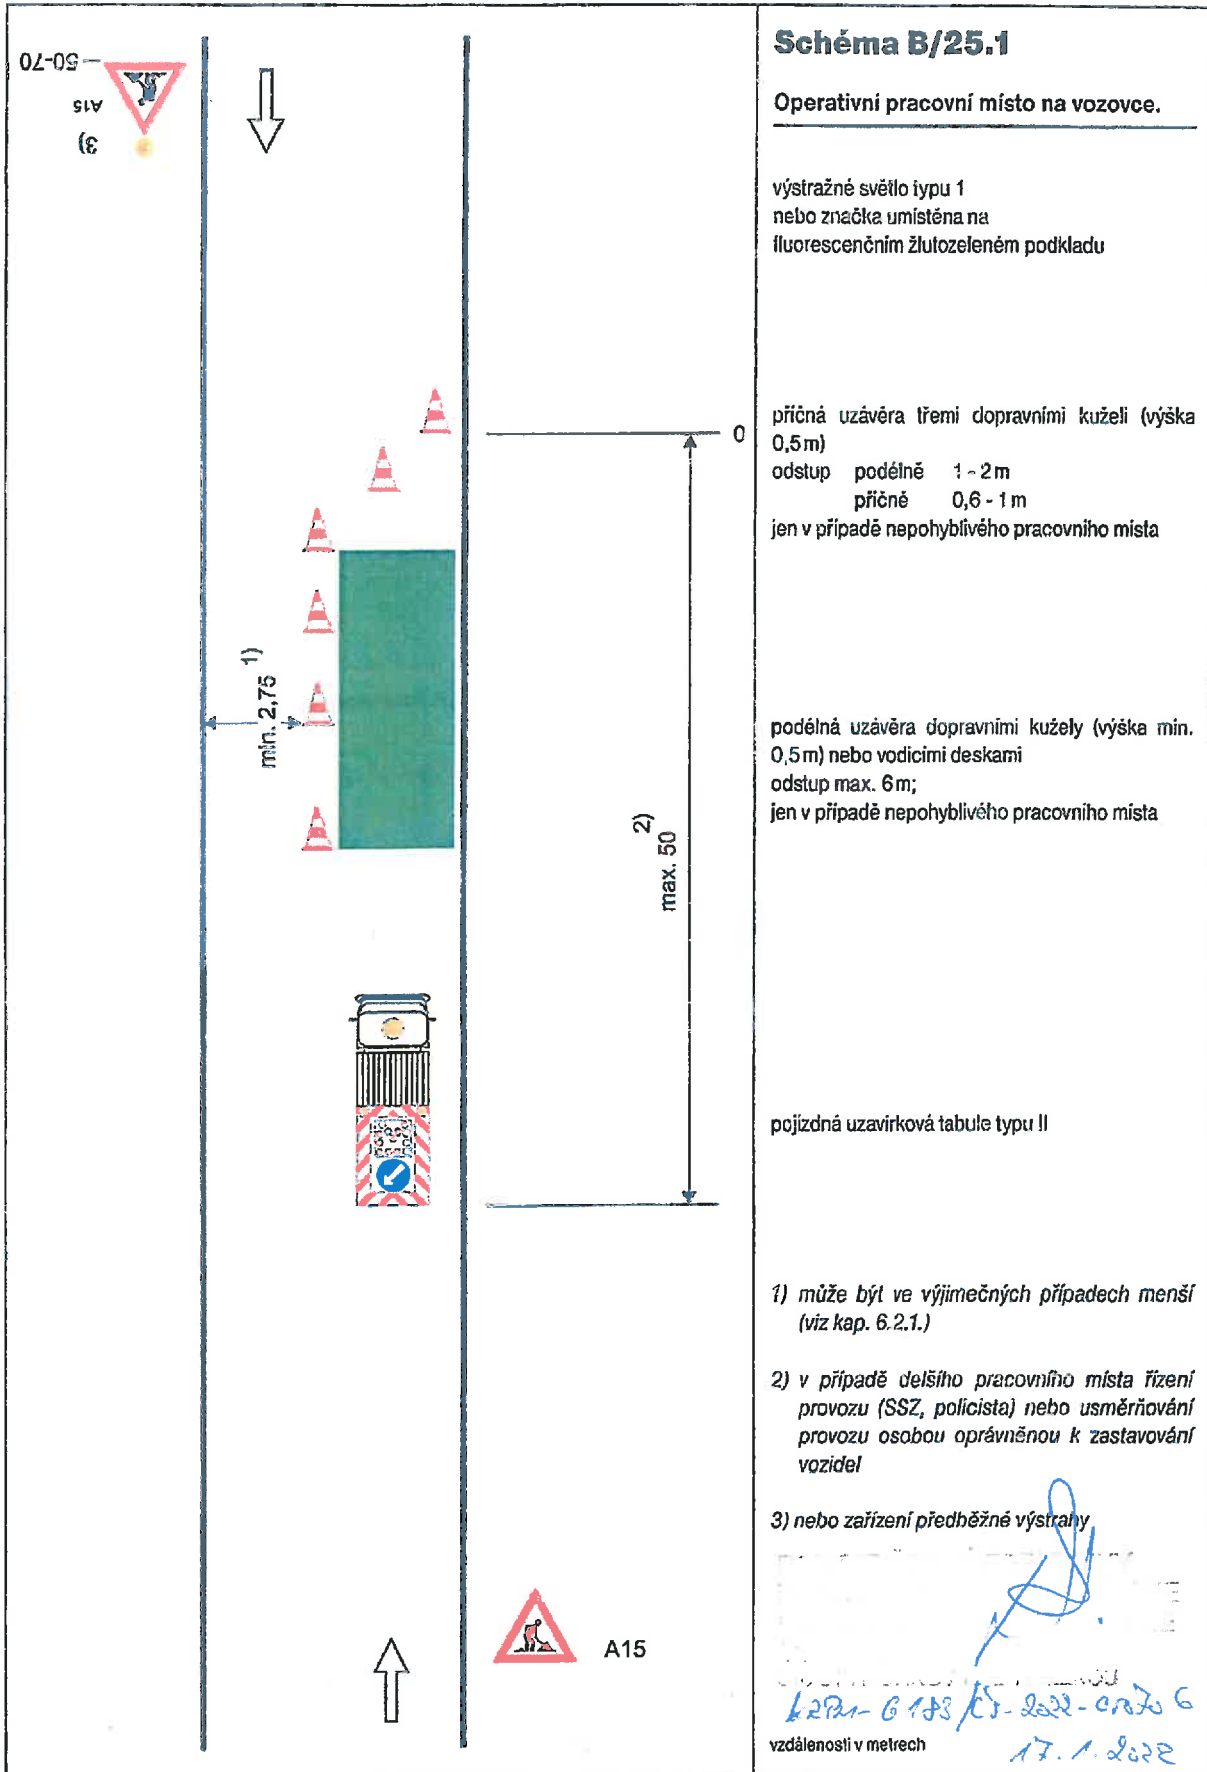 Schéma B/25.1
Operativní pracovní místo na vozovce.
50-70
A15
3)
výstražné světlo typu 1
nebo značka umístěna na
fluorescenčním žlutozeleném podkladu
0
příčná uzávěra třemi dopravními kuželi (výška
0,5 m)
odstup podélně 1 - 2 m
příčně 0,6 - 1 m
jen v případě nepohyblivého pracovního místa
min. 2,75 1)
podélná uzávěra dopravními kužely (výška min.
0,5 m) nebo vodicími deskami
odstup max. 6 m;
jen v případě nepohyblivého pracovního místa
max. 50 2)
pojízdná uzavírková tabule typu II
1) může být ve výjimečných případech menší
(viz kap. 6.2.1.)
2) v případě delšího pracovního místa řízení
provozu (SSZ, policista) nebo usměrňování
provozu osobou oprávněnou k zastavování
vozidel
3) nebo zařízení předběžné výstrahy
A15
vzdálenosti v metrech
17. 1. 2022